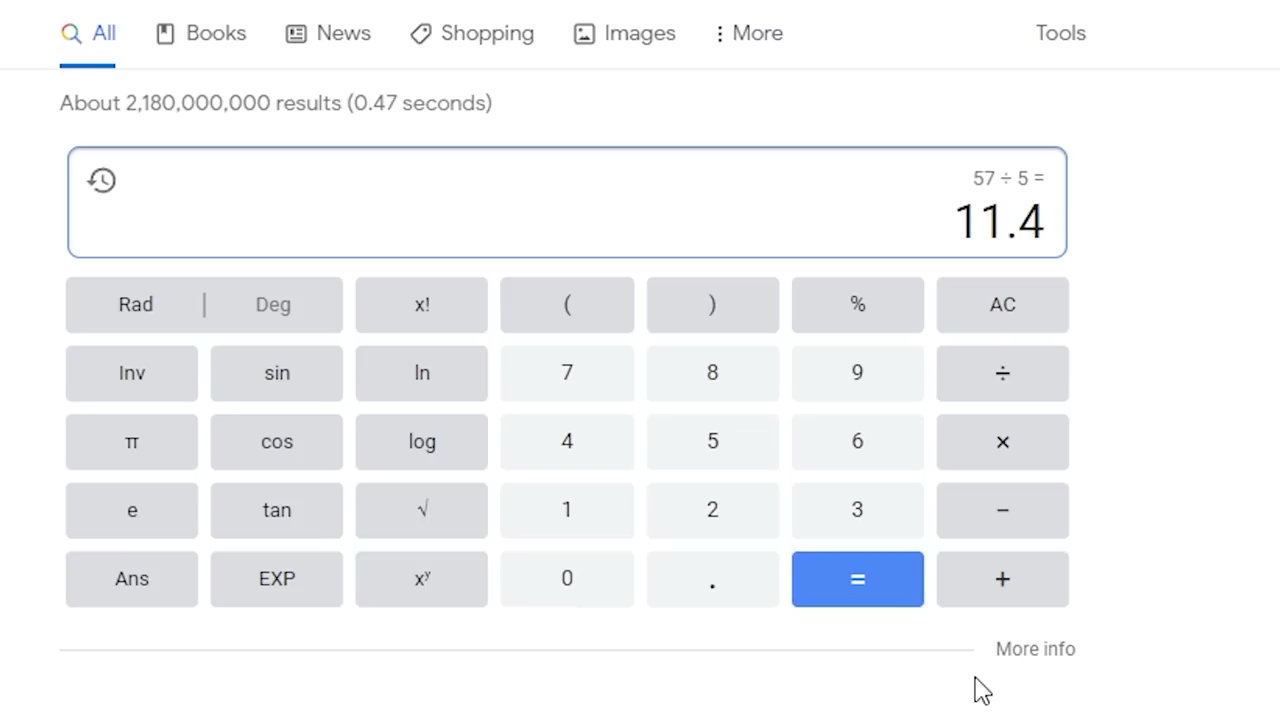 All Books News Shopping Images More Tools
About 2,180,000,000 results (0.47 seconds)
57 ÷ 5 =
11.4
Rad | Deg x! ( ) % AC
Inv sin ln 7 8 9 ÷
π cos log 4 5 6 ×
e tan √ 1 2 3 −
Ans EXP xʸ 0 . = +
More info